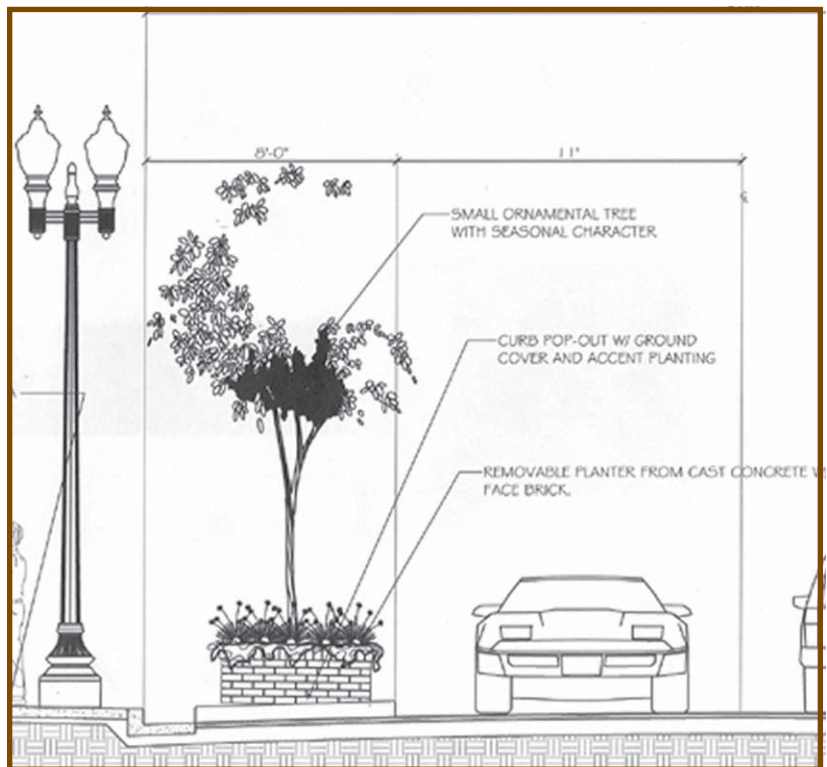 8'-0"
11'
SMALL ORNAMENTAL TREE
WITH SEASONAL CHARACTER
CURB POP-OUT W/ GROUND
COVER AND ACCENT PLANTING
REMOVABLE PLANTER FROM CAST CONCRETE
FACE BRICK.